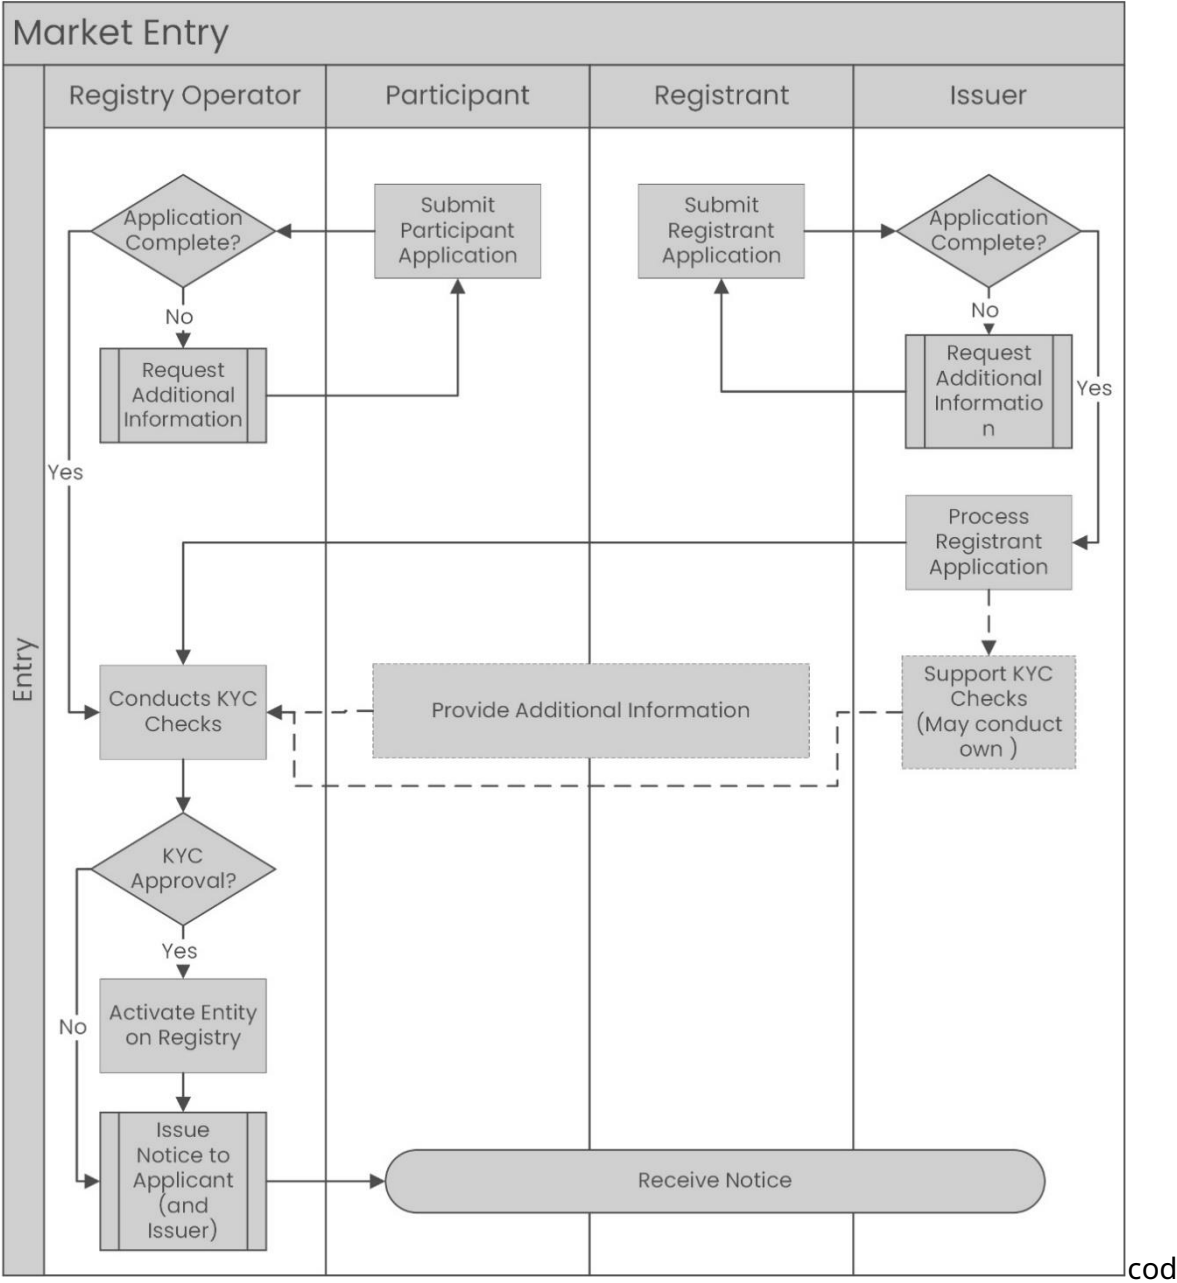 Market Entry
Entry
Registry Operator
Participant
Registrant
Issuer
Application
Complete?
Submit
Participant
Application
Submit
Registrant
Application
Application
Complete?
No
No
Request
Additional
Information
Request
Additional
Informatio
n
Yes
Yes
Process
Registrant
Application
Conducts KYC
Checks
Provide Additional Information
Support KYC
Checks
(May conduct
own )
KYC
Approval?
Yes
No
Activate Entity
on Registry
Issue
Notice to
Applicant
(and
Issuer)
Receive Notice
cod